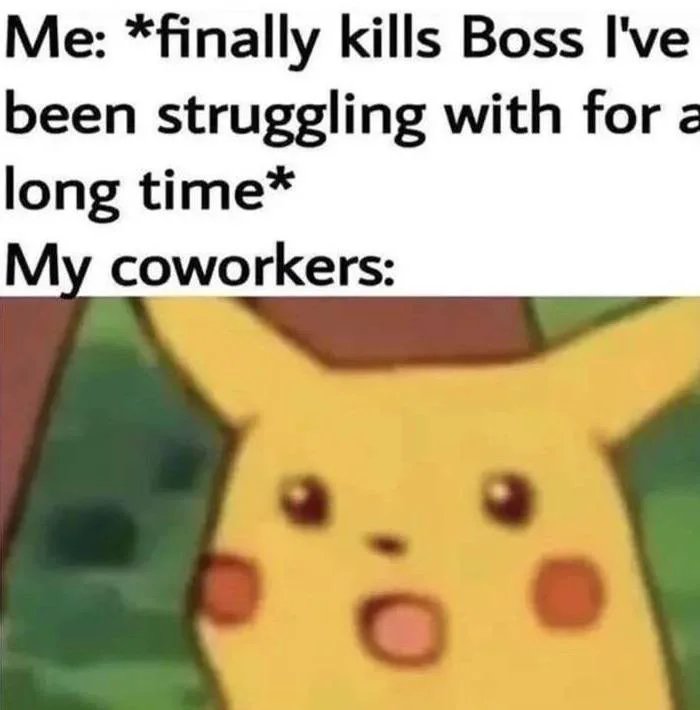 Me: *finally kills Boss I've
been struggling with for a
long time*
My coworkers: